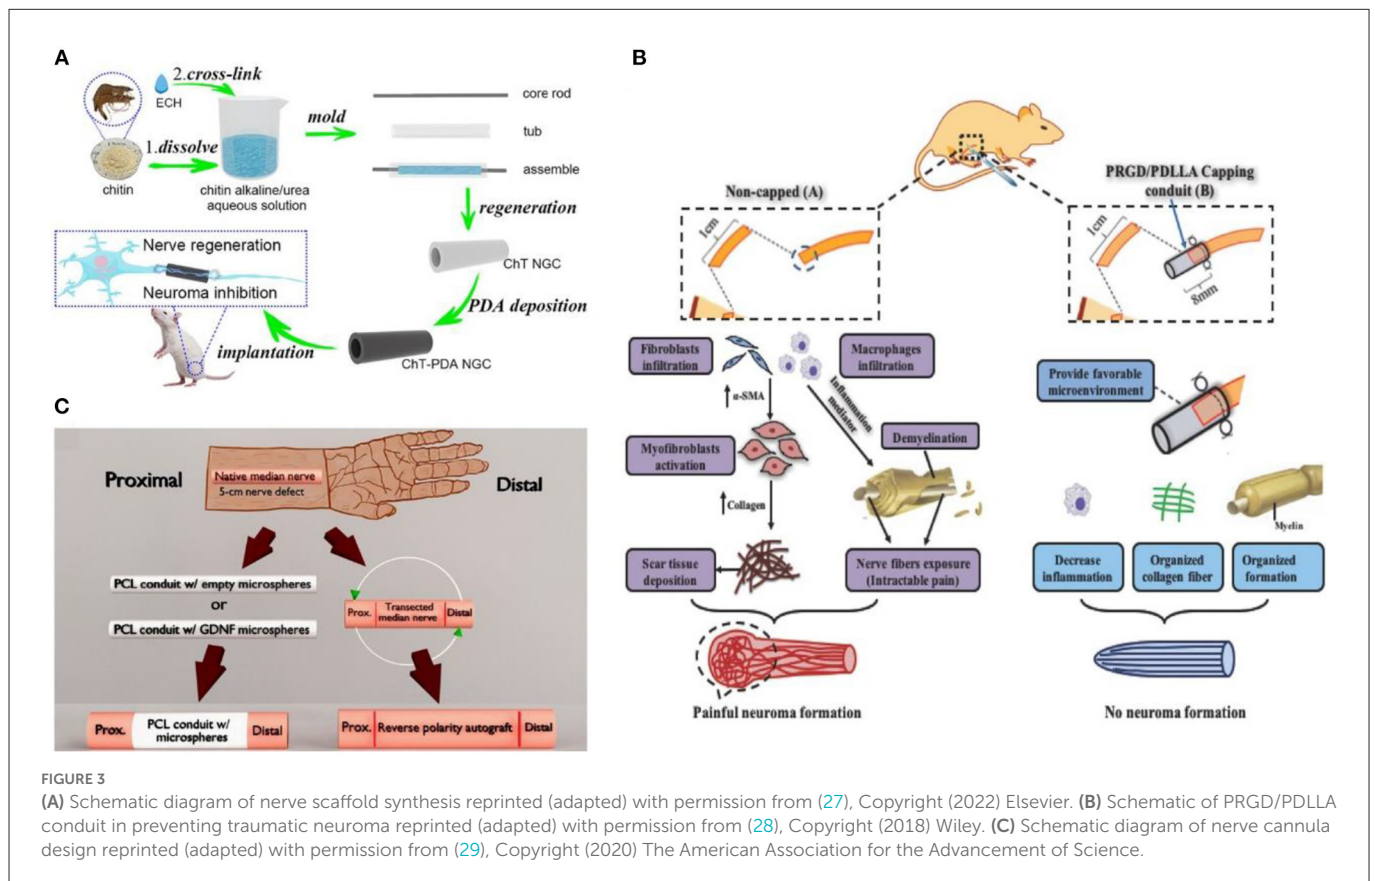 A
2.cross-link
ECH
1.dissolve
chitin
chitin alkaline/urea
aqueous solution
mold
core rod
tub
assemble
regeneration
ChT NGC
PDA deposition
ChT-PDA NGC
implantation
Nerve regeneration
Neuroma inhibition
B
Non-capped (A)
1cm
PRGD/PDLLA Capping
conduit (B)
1cm
8mm
Fibroblasts
infiltration
Macrophages
infiltration
α-SMA
Inflammation
mediator
Myofibroblasts
activation
Demyelination
Collagen
Scar tissue
deposition
Nerve fibers exposure
(Intractable pain)
Painful neuroma formation
Provide favorable
microenvironment
Myelin
Decrease
inflammation
Organized
collagen fiber
Organized
formation
No neuroma formation
C
Proximal
Native median nerve
5-cm nerve defect
Distal
PCL conduit w/ empty microspheres
or
PCL conduit w/ GDNF microspheres
Prox.
Transected
median nerve
Distal
Prox.
PCL conduit w/
microspheres
Distal
Prox.
Reverse polarity autograft
Distal
FIGURE 3
(A) Schematic diagram of nerve scaffold synthesis reprinted (adapted) with permission from (27), Copyright (2022) Elsevier. (B) Schematic of PRGD/PDLLA
conduit in preventing traumatic neuroma reprinted (adapted) with permission from (28), Copyright (2018) Wiley. (C) Schematic diagram of nerve cannula
design reprinted (adapted) with permission from (29), Copyright (2020) The American Association for the Advancement of Science.